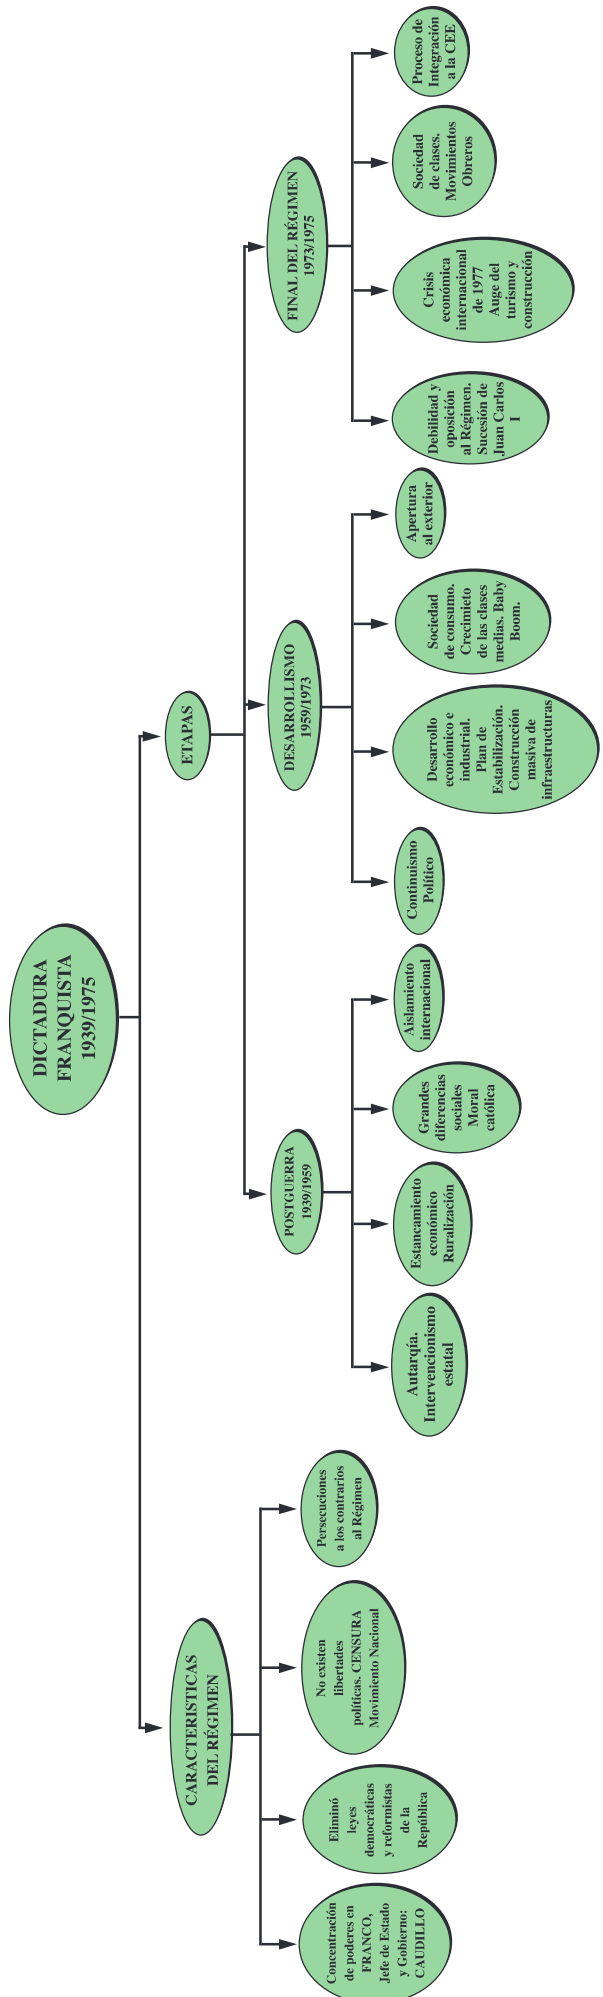 DICTADURA
FRANQUISTA
1939/1975
CARACTERISTICAS
DEL RÉGIMEN
Concentración
de poderes en
FRANCO,
Jefe de Estado
y Gobierno:
CAUDILLO
Eliminó
leyes
democráticas
y reformistas
de la
República
No existen
libertades
políticas. CENSURA
Movimiento Nacional
Persecuciones
a los contrarios
al Régimen
ETAPAS
POSTGUERRA
1939/1959
Autarqía.
Intervencionismo
estatal
Estancamiento
económico
Ruralización
Grandes
diferencias
sociales
Moral
católica
Aislamiento
internacional
DESARROLLISMO
1959/1973
Continuismo
Político
Desarrollo
económico e
industrial.
Plan de
Estabilización.
Construcción
masiva de
infraestructuras
Sociedad
de consumo.
Crecimieto
de las clases
medias. Baby
Boom.
Apertura
al exterior
FINAL DEL RÉGIMEN
1973/1975
Debilidad y
oposición
al Régimen.
Sucesión de
Juan Carlos
I
Crisis
económica
internacional
de 1977
Auge del
turismo y
construcción
Sociedad
de clases.
Movimientos
Obreros
Proceso de
Integración
a la CEE